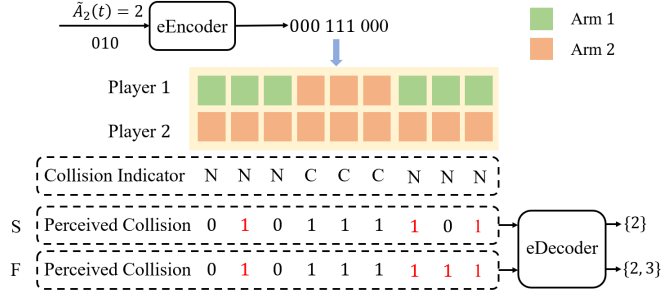 Ã₂(t) = 2
010
eEncoder
000 111 000
Arm 1
Arm 2
Player 1
Player 2
Collision Indicator N N N C C C N N N
S Perceived Collision 0 1 0 1 1 1 1 0 1
F Perceived Collision 0 1 0 1 1 1 1 1 1
eDecoder
{2}
{2, 3}